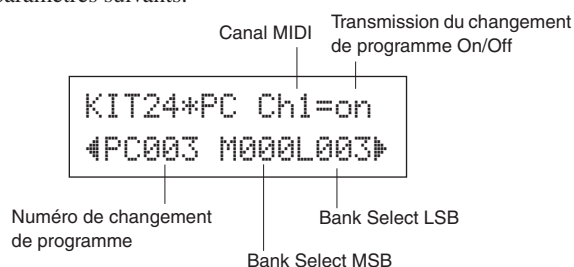 paramètres suivants.
Transmission du changement
de programme On/Off
Canal MIDI
KIT24*PC Ch1=on
PC003 M000L003
Numéro de changement
de programme
Bank Select LSB
Bank Select MSB